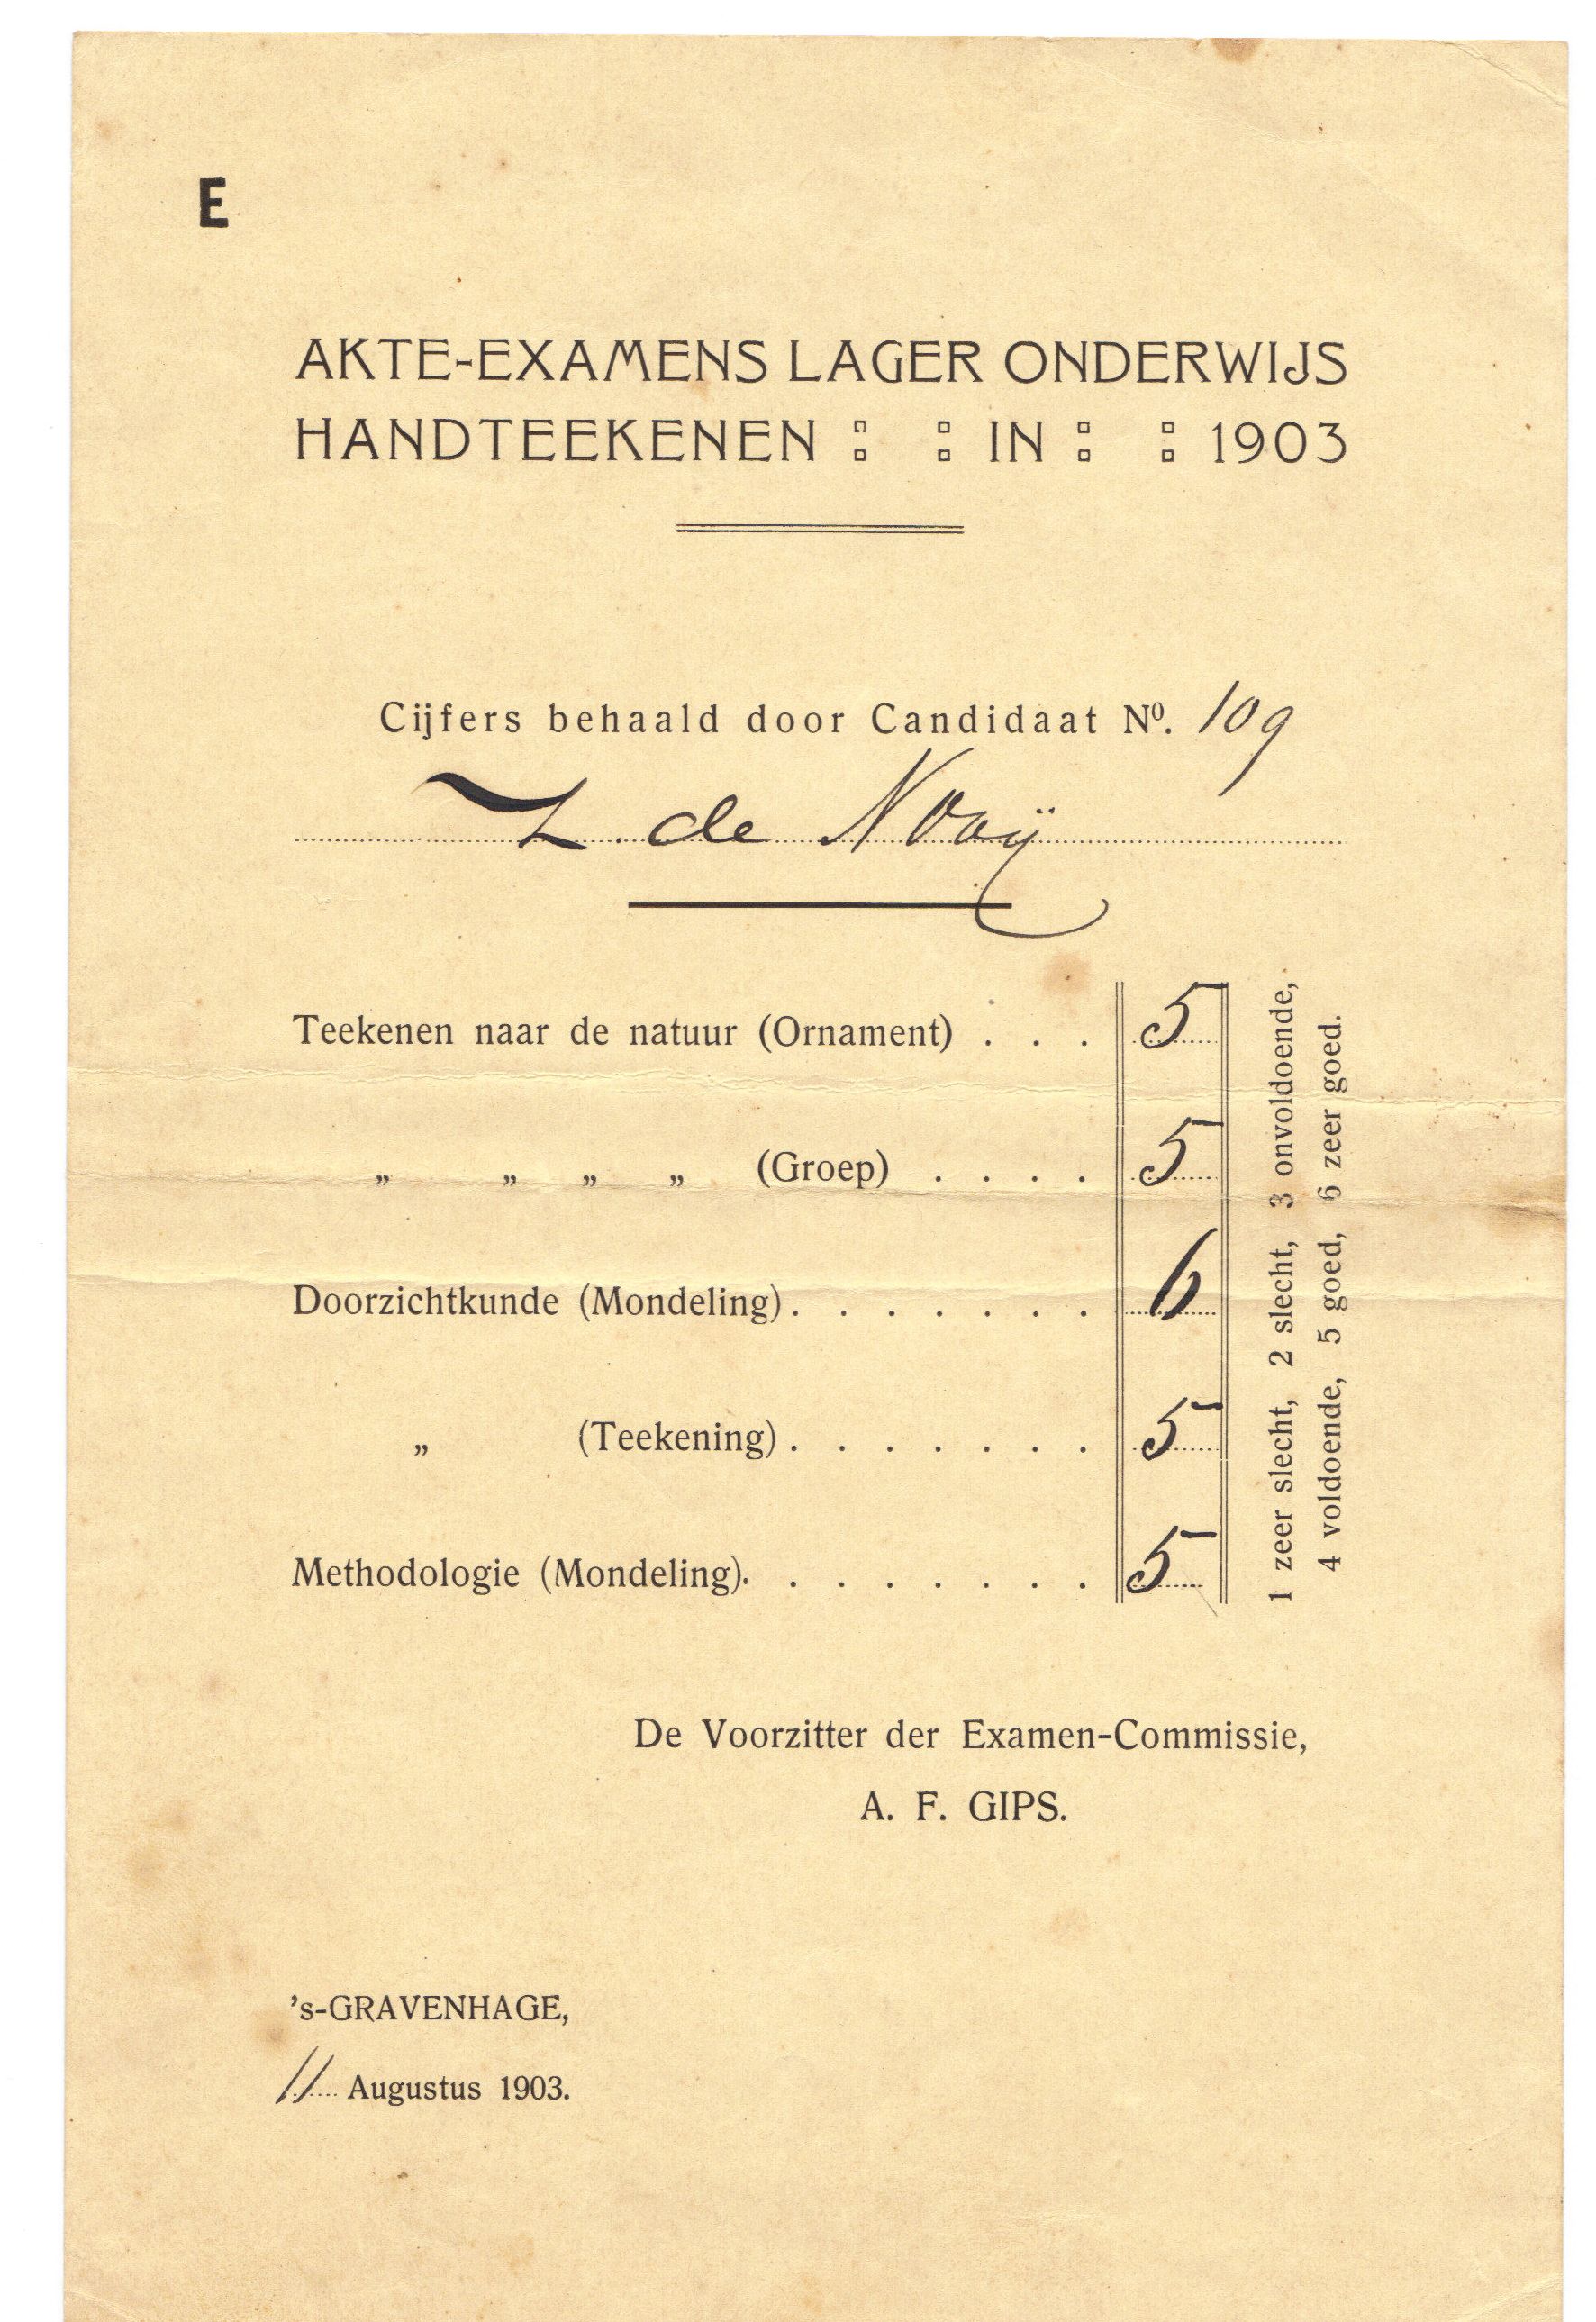 E
AKTE-EXAMENS LAGER ONDERWIJS
HANDTEEKENEN : : IN : : 1903
Cijfers behaald door Candidaat Nº. 109
Z. de Nooÿ
Teekenen naar de natuur (Ornament) . . . 5
„ „ „ „ (Groep) . . . . 5
Doorzichtkunde (Mondeling) . . . . . . . 6
„ (Teekening) . . . . . . . 5
Methodologie (Mondeling). . . . . . . . 5
1 zeer slecht, 2 slecht, 3 onvoldoende,
4 voldoende, 5 goed, 6 zeer goed.
De Voorzitter der Examen-Commissie,
A. F. GIPS.
's-GRAVENHAGE,
11 Augustus 1903.